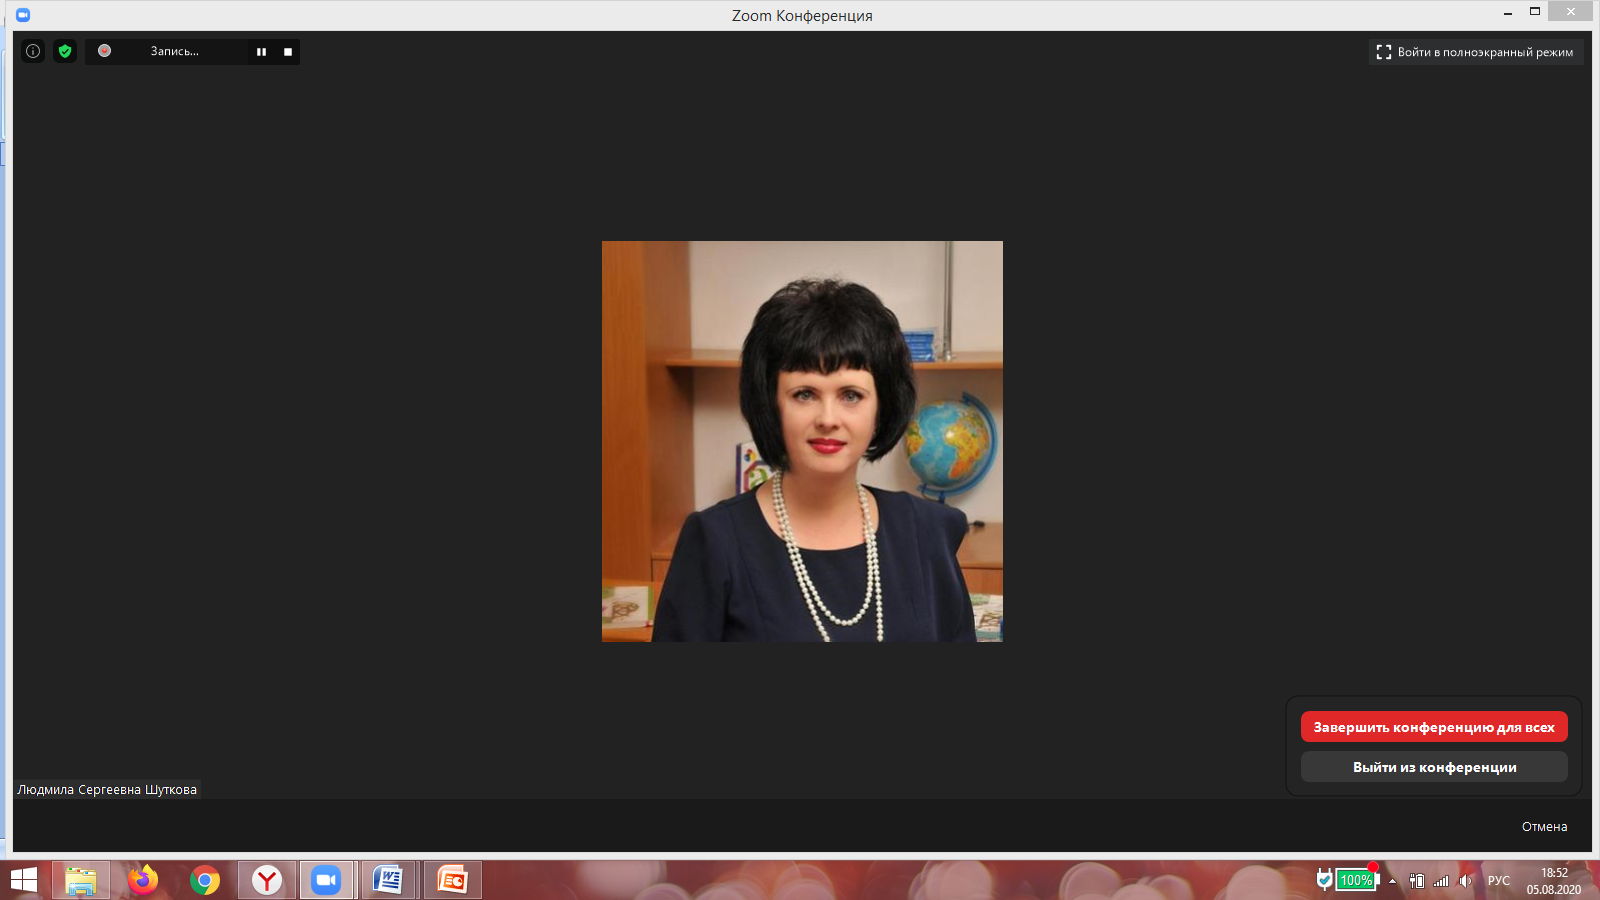 Zoom Конференция
Запись...
Войти в полноэкранный режим
Завершить конференцию для всех
Выйти из конференции
Людмила Сергеевна Шуткова
Отмена
100%
РУС
18:52
05.08.2020